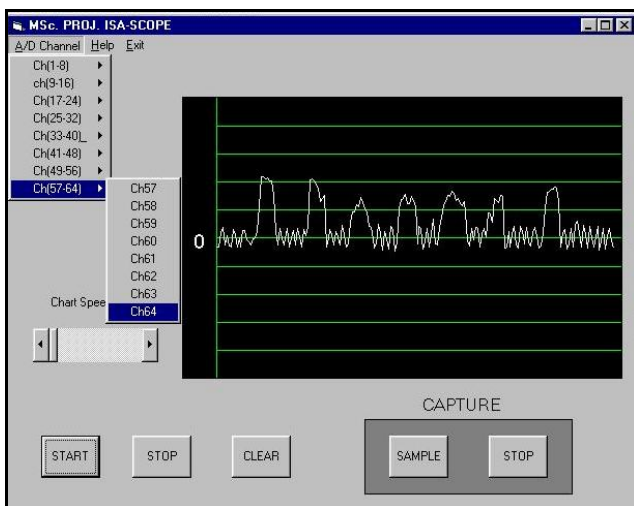 MSc. PROJ. ISA-SCOPE
A/D Channel Help Exit
Ch(1-8)
ch(9-16)
Ch(17-24)
Ch(25-32)
Ch(33-40)_
Ch(41-48)
Ch(49-56)
Ch(57-64)
Ch57
Ch58
Ch59
Ch60
Ch61
Ch62
Ch63
Ch64
0
Chart Spee
CAPTURE
START STOP CLEAR SAMPLE STOP